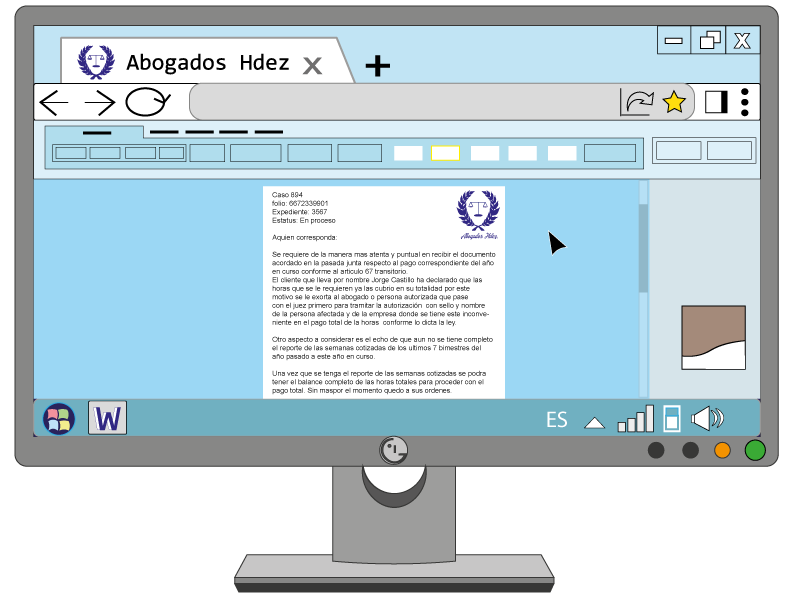 Abogados Hdez X
X
Caso 894
folio: 6672339901
Expediente: 3567
Estatus: En proceso
Abogados Hdez.
Aquien corresponda:
Se requiere de la manera mas atenta y puntual en recibir el documento
acordado en la pasada junta respecto al pago correspondiente del año
en curso conforme al articulo 67 transitorio.
El cliente que lleva por nombre Jorge Castillo ha declarado que las
horas que se le requieren ya las cubrio en su totalidad por este
motivo se le exorta al abogado o persona autorizada que pase
con el juez primero para tramitar la autorización con sello y nombre
de la persona afectada y de la empresa donde se tiene este inconve-
niente en el pago total de la horas conforme lo dicta la ley.
Otro aspecto a considerar es el echo de que aun no se tiene completo
el reporte de las semanas cotizadas de los ultimos 7 bimestres del
año pasado a este año en curso.
Una vez que se tenga el reporte de las semanas cotizadas se podra
tener el balance completo de las horas totales para proceder con el
pago total. Sin maspor el momento quedo a sus ordenes.
W
ES